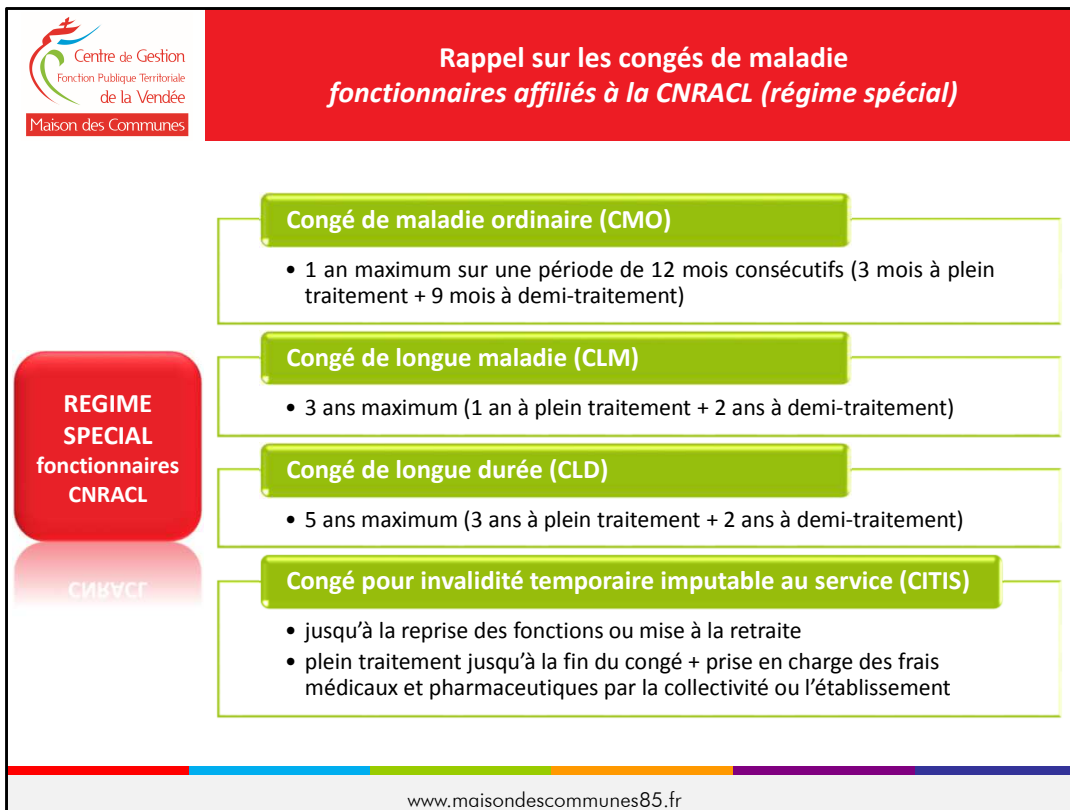 Centre de Gestion
Fonction Publique Territoriale
de la Vendée
Maison des Communes
Rappel sur les congés de maladie
fonctionnaires affiliés à la CNRACL (régime spécial)
REGIME
SPECIAL
fonctionnaires
CNRACL
Congé de maladie ordinaire (CMO)
• 1 an maximum sur une période de 12 mois consécutifs (3 mois à plein
traitement + 9 mois à demi-traitement)
Congé de longue maladie (CLM)
• 3 ans maximum (1 an à plein traitement + 2 ans à demi-traitement)
Congé de longue durée (CLD)
• 5 ans maximum (3 ans à plein traitement + 2 ans à demi-traitement)
Congé pour invalidité temporaire imputable au service (CITIS)
• jusqu'à la reprise des fonctions ou mise à la retraite
• plein traitement jusqu'à la fin du congé + prise en charge des frais
médicaux et pharmaceutiques par la collectivité ou l'établissement
www.maisondescommunes85.fr